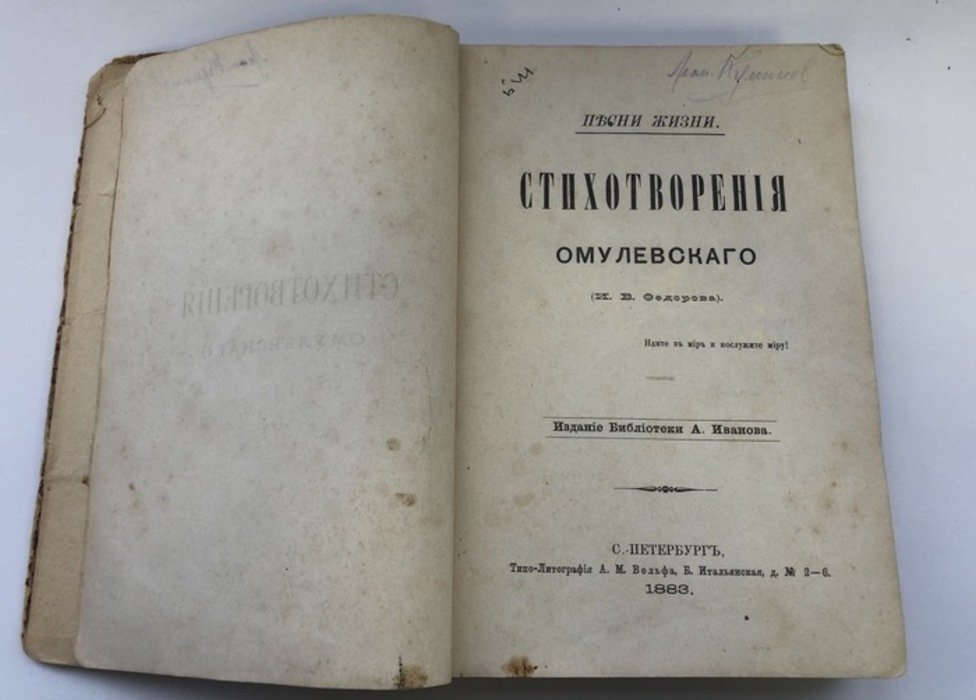 ПѢСНИ ЖИЗНИ.
СТИХОТВОРЕНІЯ
ОМУЛЕВСКАГО
(И. В. Федорова).
Идите въ міръ и послужите міру!
Изданіе Библіотеки А. Иванова.
С.-ПЕТЕРБУРГЪ,
Типо-Литографія А. М. Вольфа, Б. Итальянская, д. № 2—6.
1883.